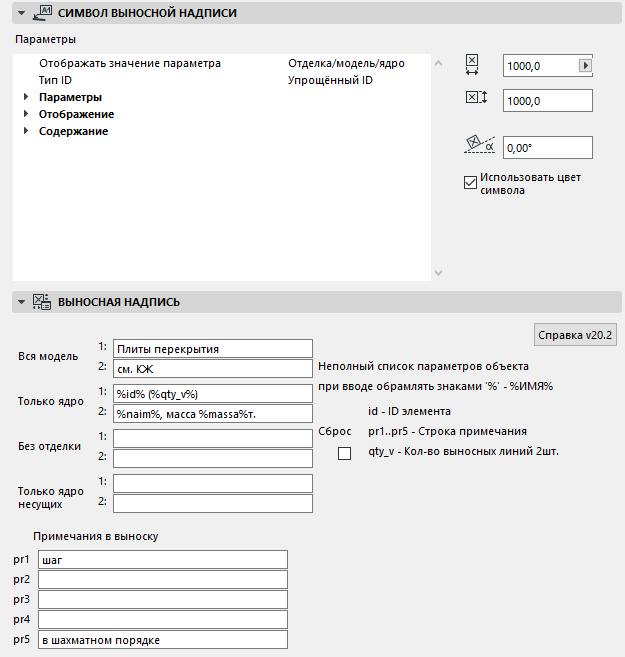 СИМВОЛ ВЫНОСНОЙ НАДПИСИ
Параметры
Отображать значение параметра Отделка/модель/ядро
Тип ID Упрощённый ID
Параметры
Отображение
Содержание
1000,0
1000,0
α 0,00°
Использовать цвет
символа
ВЫНОСНАЯ НАДПИСЬ
Справка v20.2
Вся модель
1: Плиты перекрытия
2: см. КЖ
Только ядро
1: %id% (%qty_v%)
2: %naim%, масса %massa%т.
Без отделки
1:
2:
Только ядро
несущих
1:
2:
Неполный список параметров объекта
при вводе обрамлять знаками '%' - %ИМЯ%
id - ID элемента
Сброс
pr1..pr5 - Строка примечания
qty_v - Кол-во выносных линий 2шт.
Примечания в выноску
pr1 шаг
pr2
pr3
pr4
pr5 в шахматном порядке